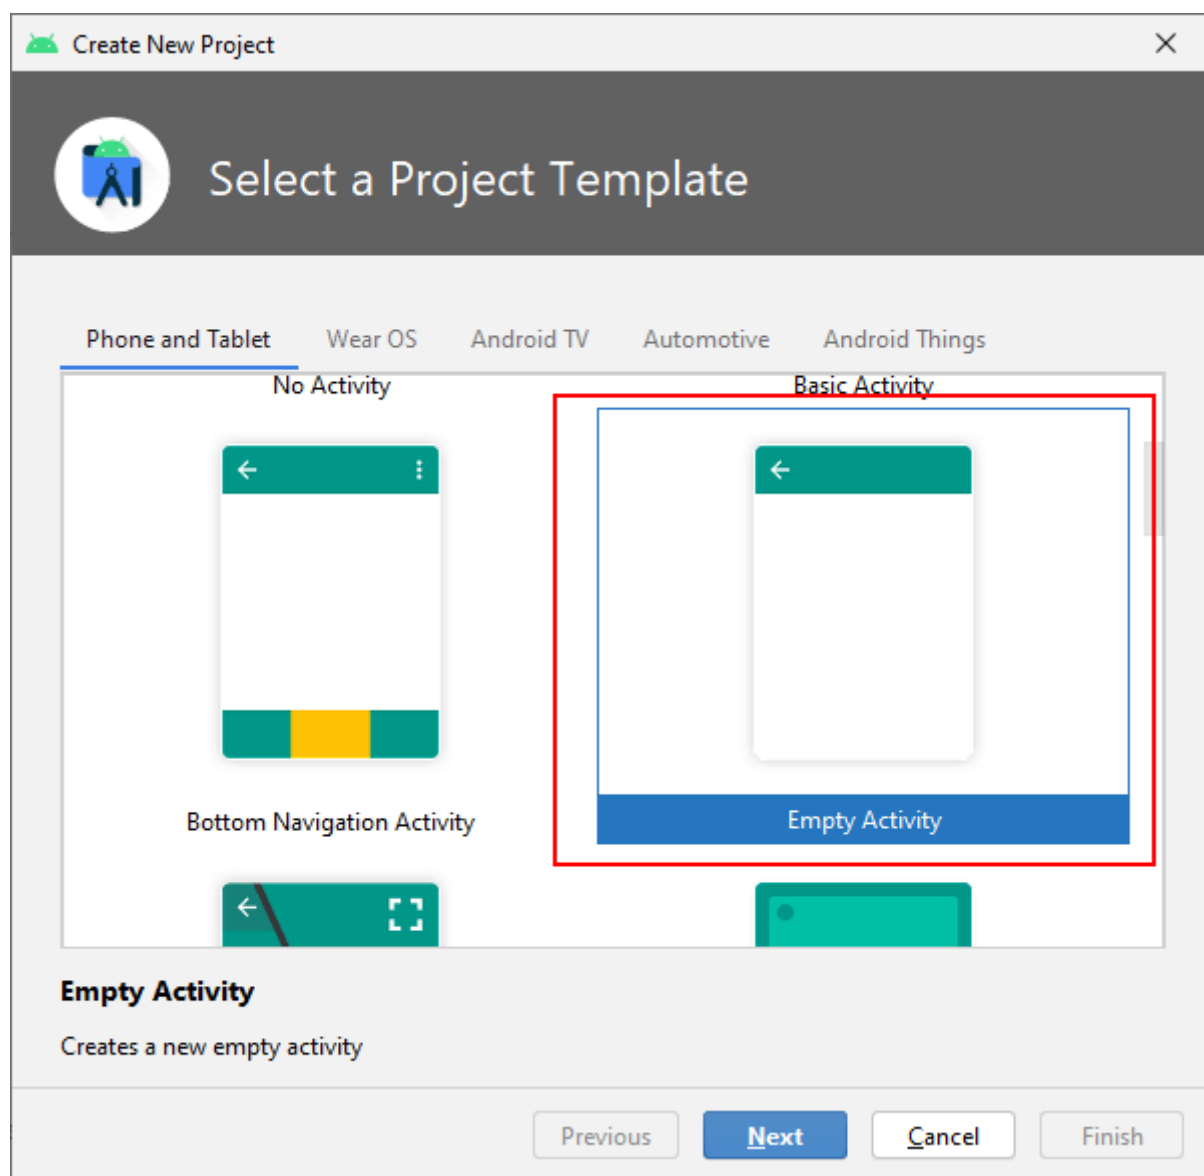 Create New Project
Select a Project Template
Phone and Tablet Wear OS Android TV Automotive Android Things
No Activity Basic Activity
Bottom Navigation Activity Empty Activity
Empty Activity
Creates a new empty activity
Previous Next Cancel Finish